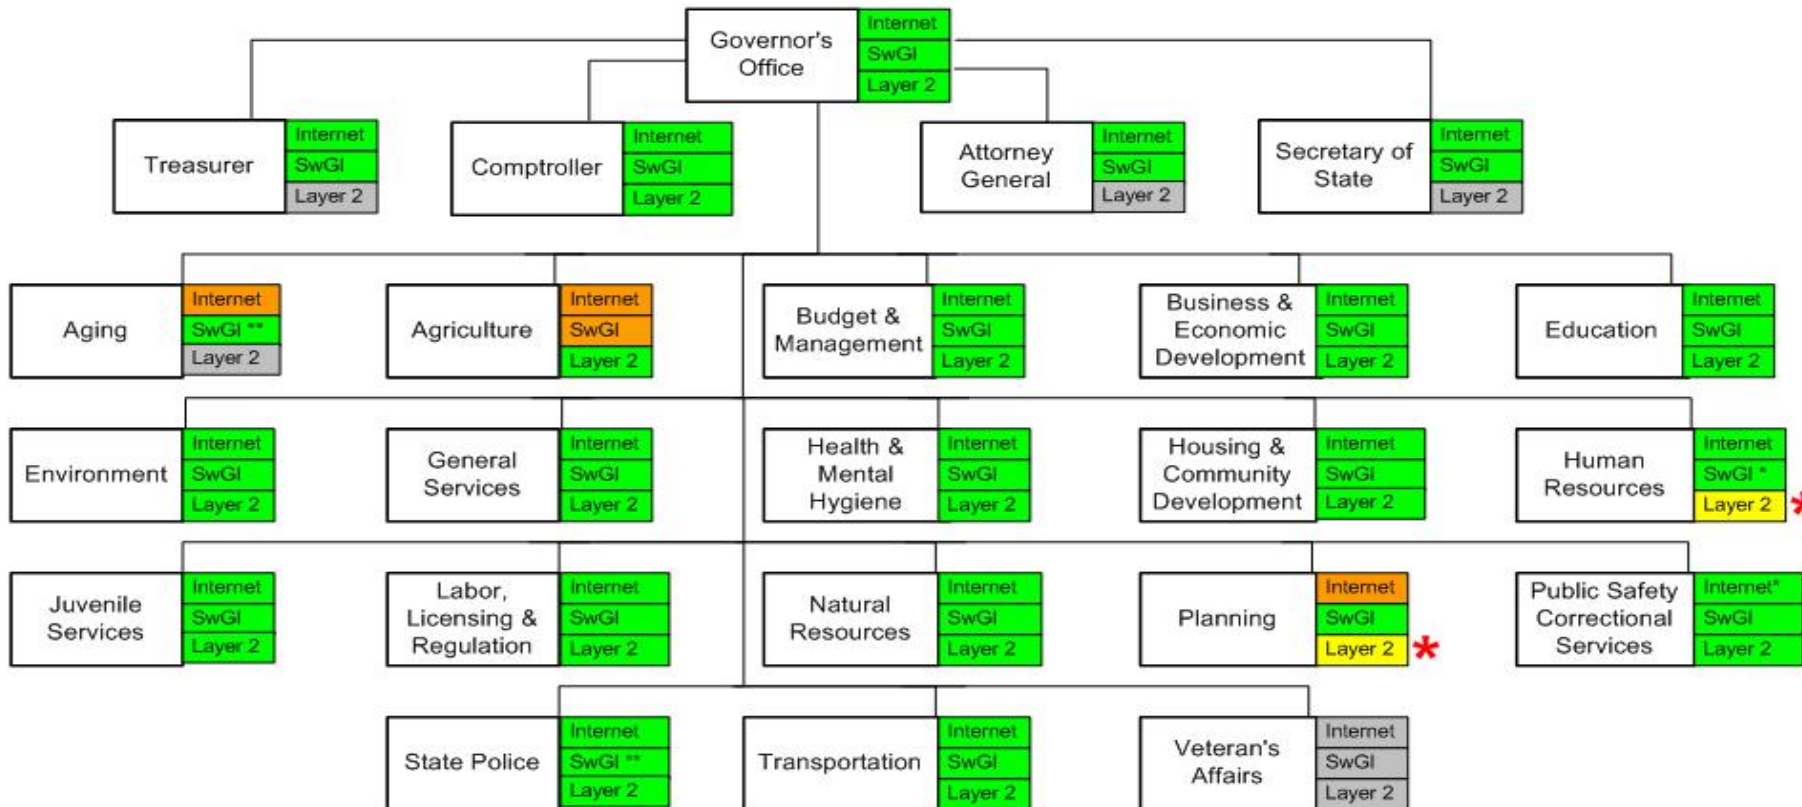 Governor's
Office
Internet
SwGI
Layer 2
Treasurer
Internet
SwGI
Layer 2
Comptroller
Internet
SwGI
Layer 2
Attorney
General
Internet
SwGI
Layer 2
Secretary of
State
Internet
SwGI
Layer 2
Aging
Internet
SwGI **
Layer 2
Agriculture
Internet
SwGI
Layer 2
Budget &
Management
Internet
SwGI
Layer 2
Business &
Economic
Development
Internet
SwGI
Layer 2
Education
Internet
SwGI
Layer 2
Environment
Internet
SwGI
Layer 2
General
Services
Internet
SwGI
Layer 2
Health &
Mental
Hygiene
Internet
SwGI
Layer 2
Housing &
Community
Development
Internet
SwGI
Layer 2
Human
Resources
Internet
SwGI *
Layer 2
*
Juvenile
Services
Internet
SwGI
Layer 2
Labor,
Licensing &
Regulation
Internet
SwGI
Layer 2
Natural
Resources
Internet
SwGI
Layer 2
Planning
Internet
SwGI
Layer 2
*
Public Safety
Correctional
Services
Internet*
SwGI
Layer 2
State Police
Internet
SwGI **
Layer 2
Transportation
Internet
SwGI
Layer 2
Veteran's
Affairs
Internet
SwGI
Layer 2